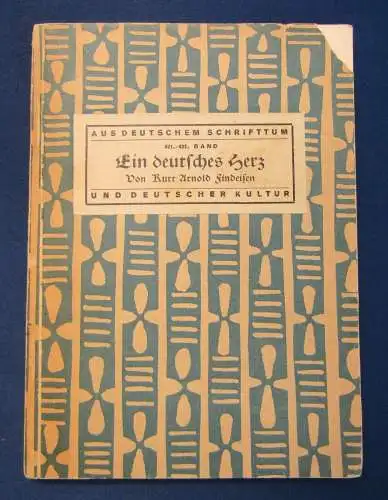 AUS DEUTSCHEM SCHRIFTTUM
BAND
Ein deutsches Herz
Von Kurt Arnold Findeisen
UND DEUTSCHER KULTUR